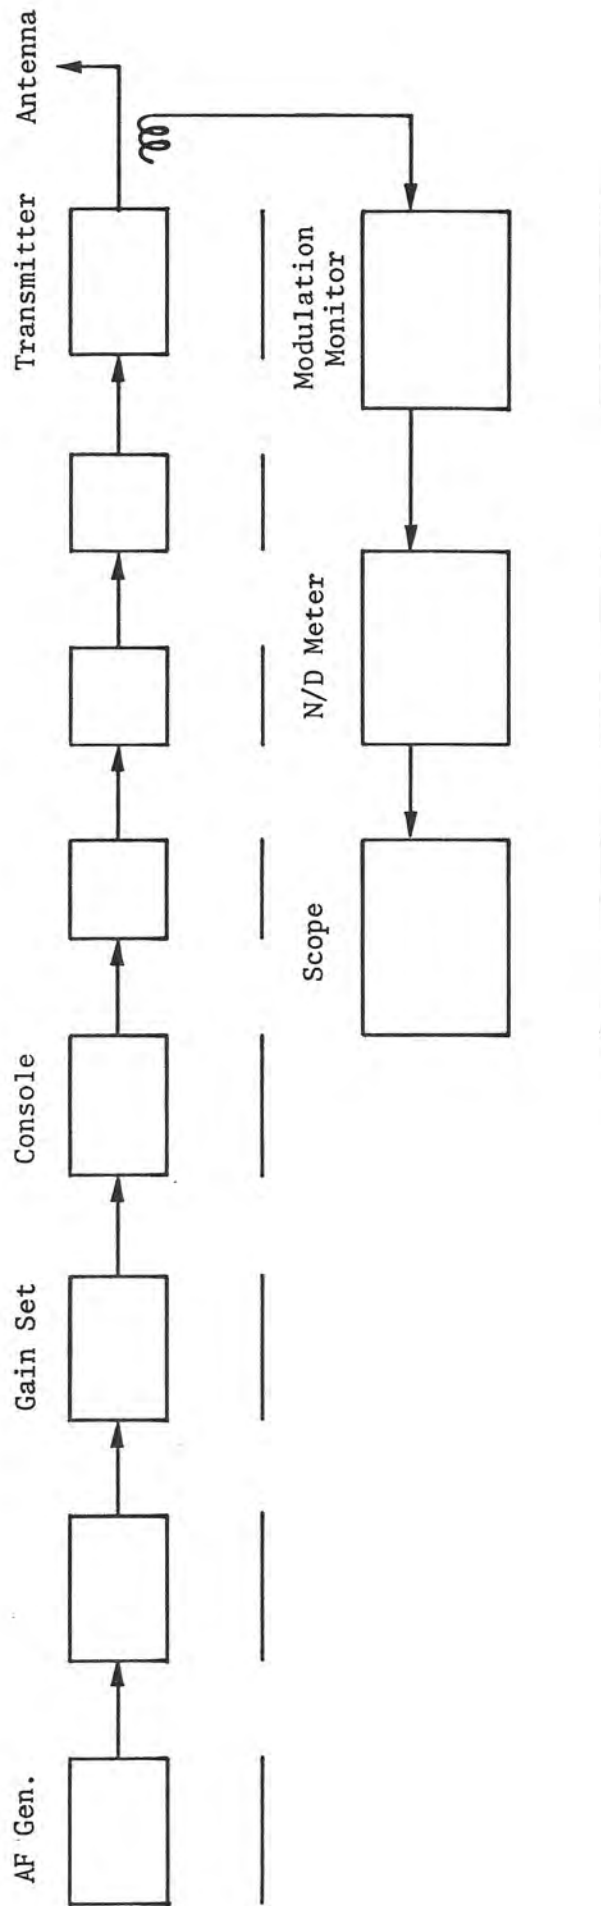 AF Gen.
Gain Set
Console
Transmitter
Antenna
Scope
N/D Meter
Modulation
Monitor